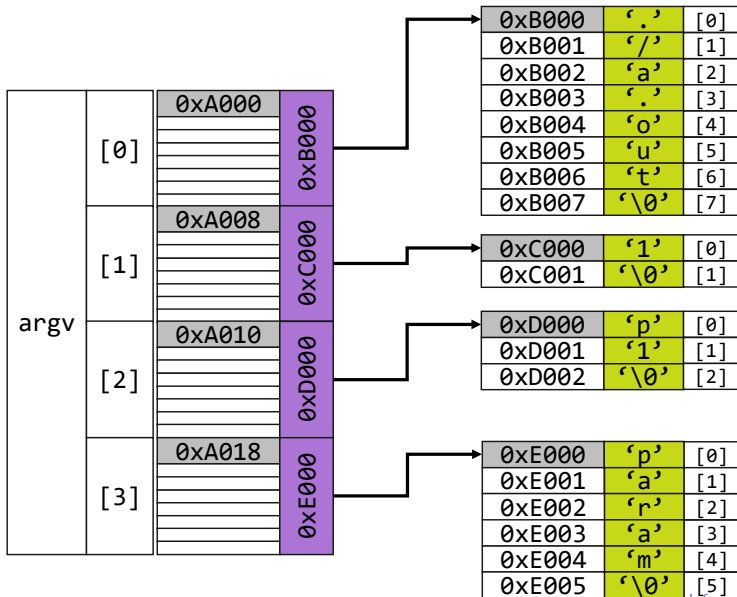 argv
[0]
0xA000
0xB000
[1]
0xA008
0xC000
[2]
0xA010
0xD000
[3]
0xA018
0xE000
0xB000 ‘.’ [0]
0xB001 ‘/’ [1]
0xB002 ‘a’ [2]
0xB003 ‘.’ [3]
0xB004 ‘o’ [4]
0xB005 ‘u’ [5]
0xB006 ‘t’ [6]
0xB007 ‘\0’ [7]
0xC000 ‘1’ [0]
0xC001 ‘\0’ [1]
0xD000 ‘p’ [0]
0xD001 ‘1’ [1]
0xD002 ‘\0’ [2]
0xE000 ‘p’ [0]
0xE001 ‘a’ [1]
0xE002 ‘r’ [2]
0xE003 ‘a’ [3]
0xE004 ‘m’ [4]
0xE005 ‘\0’ [5]